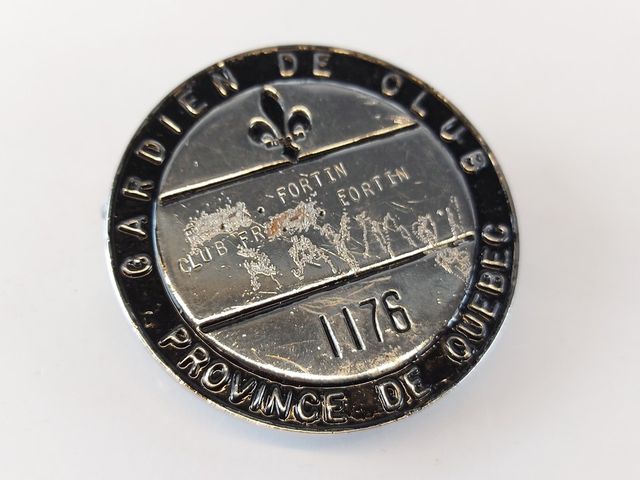 GARDIEN DE CLUB
FORTIN
CLUB FORTIN
1176
PROVINCE DE QUEBEC